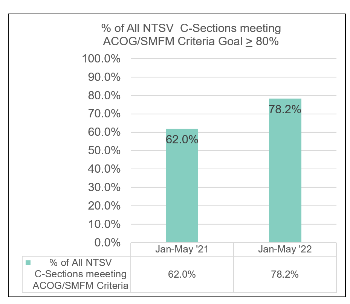 % of All NTSV C-Sections meeting
ACOG/SMFM Criteria Goal ≥ 80%
100.0%
90.0%
80.0%
70.0%
60.0%
50.0%
40.0%
30.0%
20.0%
10.0%
0.0%
62.0%
78.2%
Jan-May '21 Jan-May '22
% of All NTSV
C-Sections meeeting
ACOG/SMFM Criteria
62.0% 78.2%